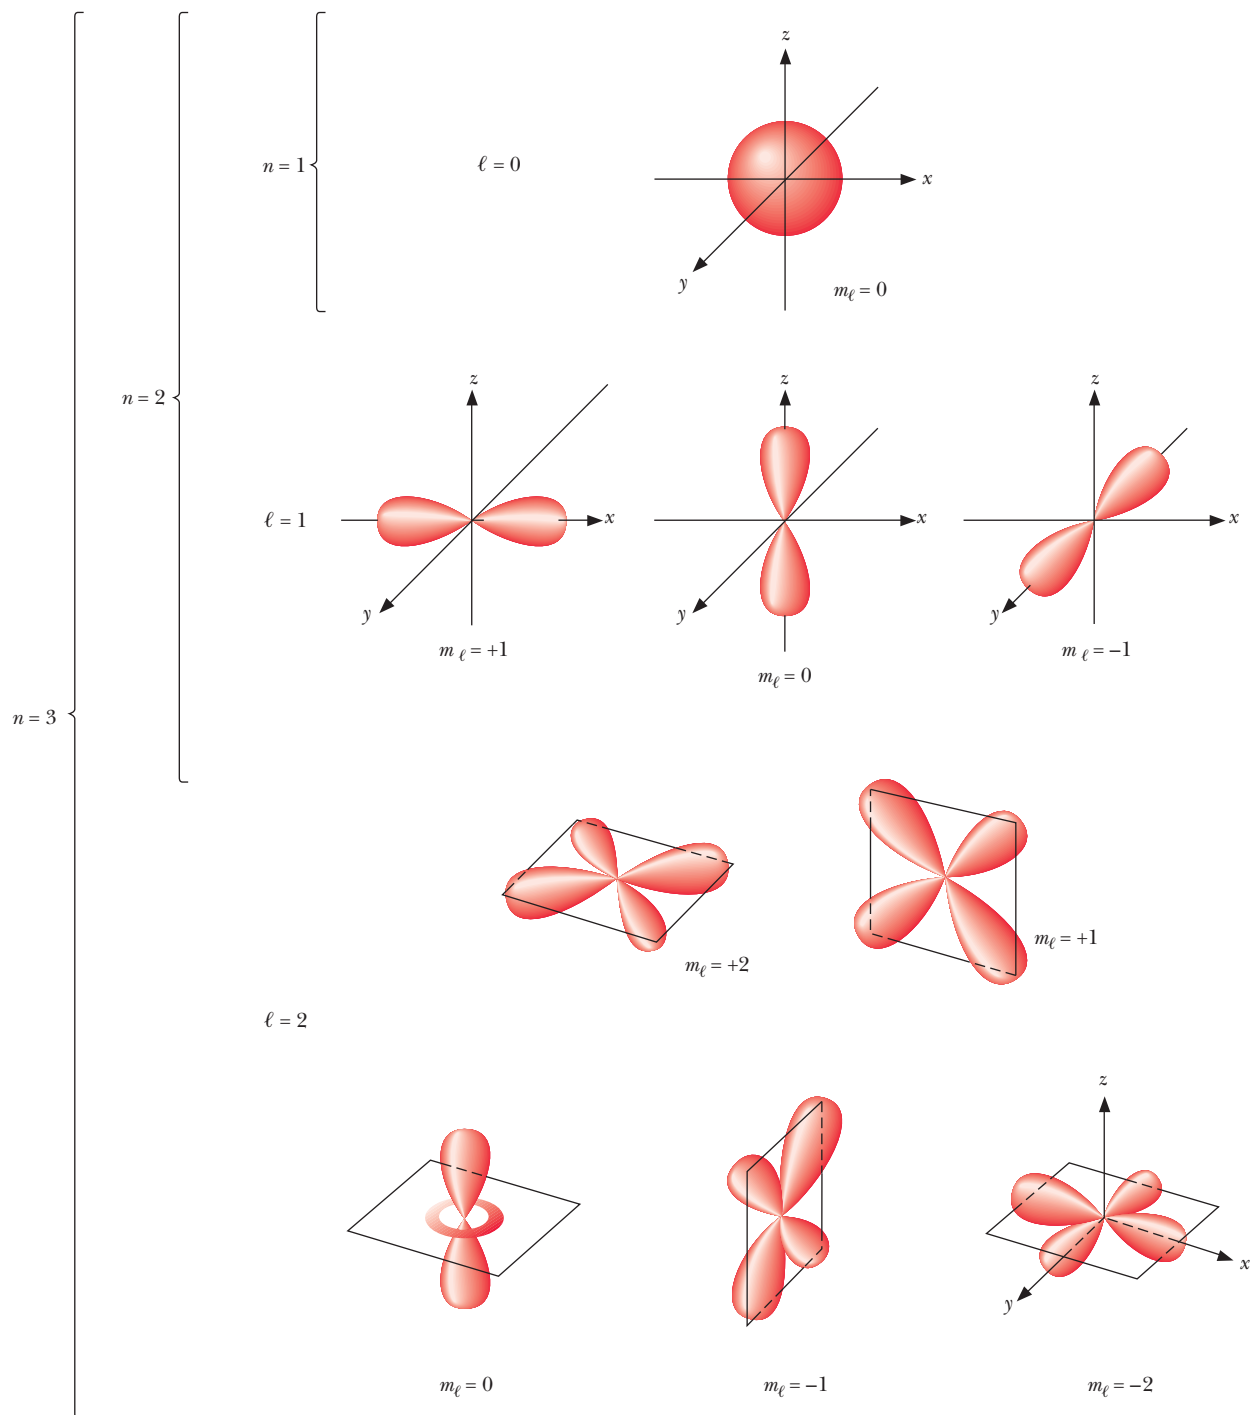 z
n = 1
ℓ = 0
x
y
mℓ = 0
n = 2
z
z
z
ℓ = 1
x
x
x
y
y
y
mℓ = +1
mℓ = 0
mℓ = −1
n = 3
mℓ = +2
mℓ = +1
ℓ = 2
z
x
y
mℓ = 0
mℓ = −1
mℓ = −2